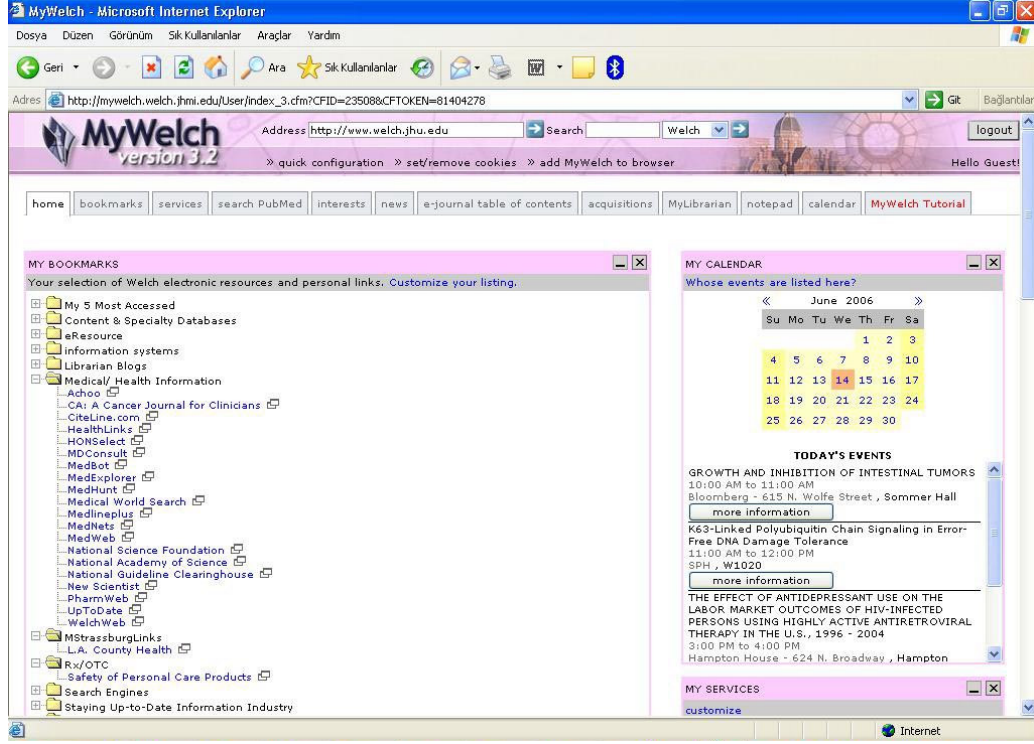 MyWelch - Microsoft Internet Explorer
Dosya Düzen Görünüm Sık Kullanılanlar Araçlar Yardım
Geri Ara Sık Kullanılanlar
Adres http://mywelch.welch.jhmi.edu/User/index_3.cfm?CFID=23508&CFTOKEN=81404278 Git Bağlantılar
MyWelch Address http://www.welch.jhu.edu Search Welch logout
version 3.2 » quick configuration » set/remove cookies » add MyWelch to browser Hello Guest!
home bookmarks services search PubMed interests news e-journal table of contents acquisitions MyLibrarian notepad calendar MyWelch Tutorial
MY BOOKMARKS
Your selection of Welch electronic resources and personal links. Customize your listing.
My 5 Most Accessed
Content & Specialty Databases
eResource
information systems
Librarian Blogs
Medical/ Health Information
Achoo
CA: A Cancer Journal for Clinicians
CiteLine.com
HealthLinks
HONSelect
MDConsult
MedBot
MedExplorer
MedHunt
Medical World Search
Medlineplus
MedNets
MedWeb
National Science Foundation
National Academy of Science
National Guideline Clearinghouse
New Scientist
PharmWeb
UpToDate
WelchWeb
MStrassburgLinks
L.A. County Health
Rx/OTC
Safety of Personal Care Products
Search Engines
Staying Up-to-Date Information Industry
MY CALENDAR
Whose events are listed here?
« June 2006 »
Su Mo Tu We Th Fr Sa
1 2 3
4 5 6 7 8 9 10
11 12 13 14 15 16 17
18 19 20 21 22 23 24
25 26 27 28 29 30
TODAY'S EVENTS
GROWTH AND INHIBITION OF INTESTINAL TUMORS
10:00 AM to 11:00 AM
Bloomberg - 615 N. Wolfe Street , Sommer Hall
more information
K63-Linked Polyubiquitin Chain Signaling in Error-
Free DNA Damage Tolerance
11:00 AM to 12:00 PM
SPH , W1020
more information
THE EFFECT OF ANTIDEPRESSANT USE ON THE
LABOR MARKET OUTCOMES OF HIV-INFECTED
PERSONS USING HIGHLY ACTIVE ANTIRETROVIRAL
THERAPY IN THE U.S., 1996 - 2004
3:00 PM to 4:00 PM
Hampton House - 624 N. Broadway , Hampton
MY SERVICES
customize
Internet